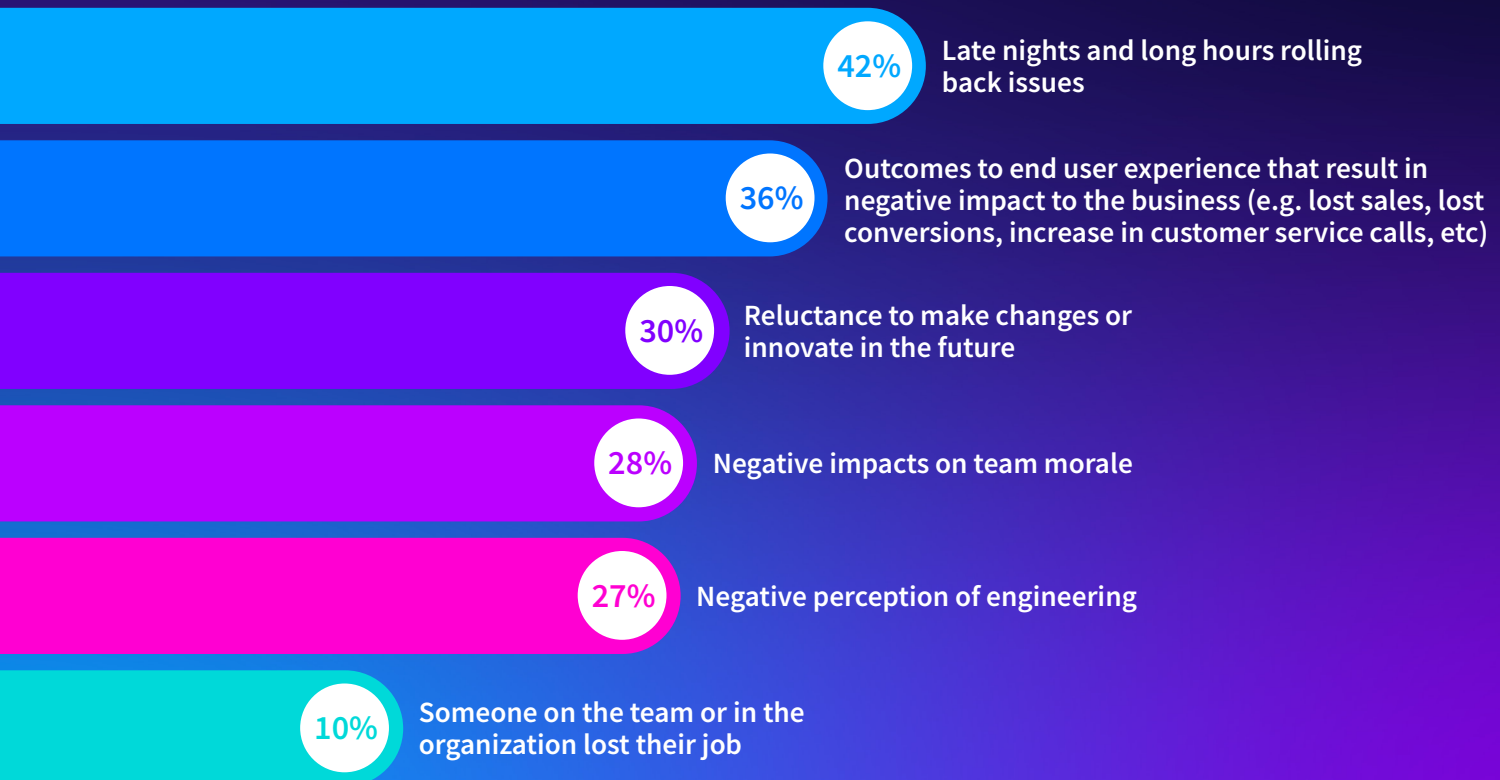 42%
Late nights and long hours rolling
back issues
36%
Outcomes to end user experience that result in
negative impact to the business (e.g. lost sales, lost
conversions, increase in customer service calls, etc)
30%
Reluctance to make changes or
innovate in the future
28%
Negative impacts on team morale
27%
Negative perception of engineering
10%
Someone on the team or in the
organization lost their job